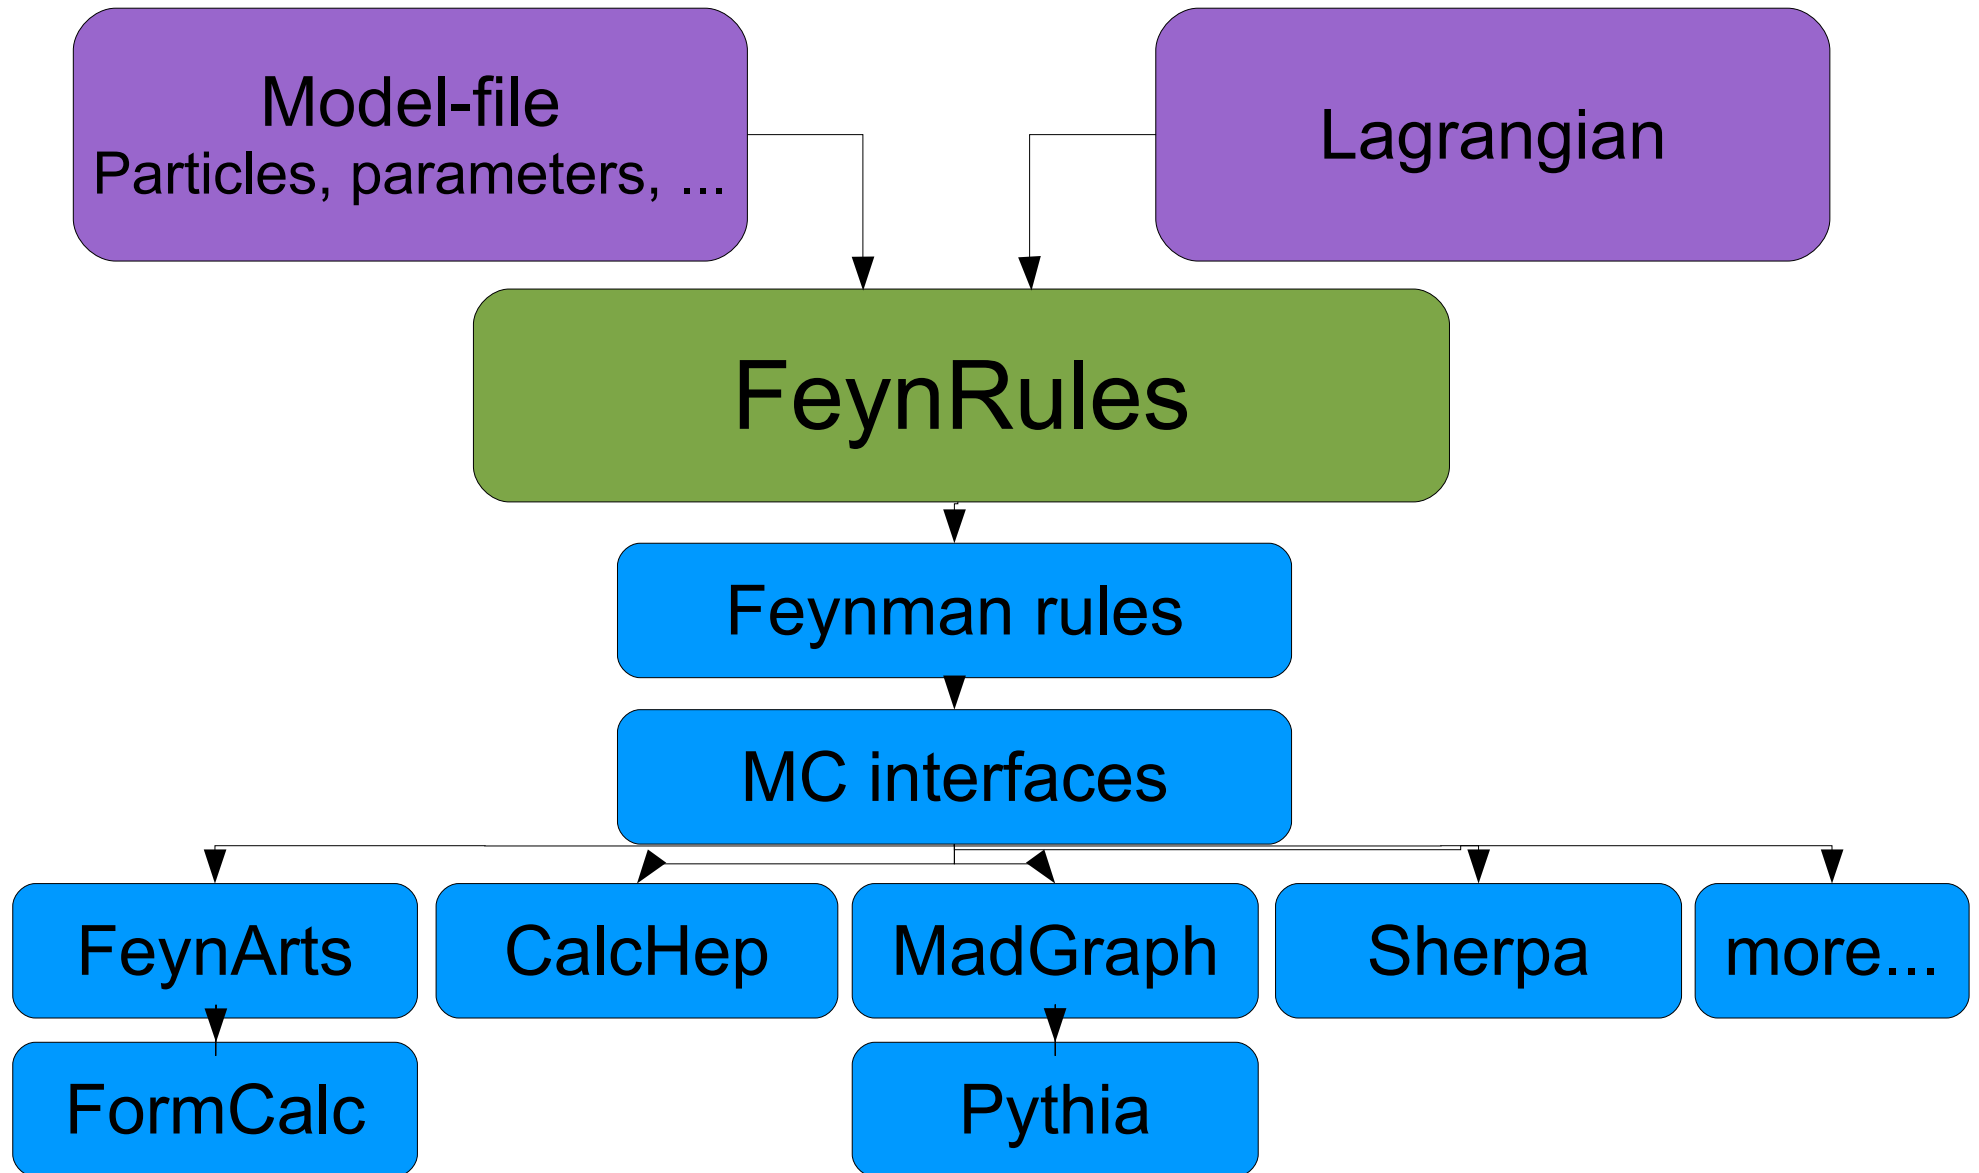 Model-file
Particles, parameters, ...
Lagrangian
FeynRules
Feynman rules
MC interfaces
FeynArts
CalcHep
MadGraph
Sherpa
more...
FormCalc
Pythia